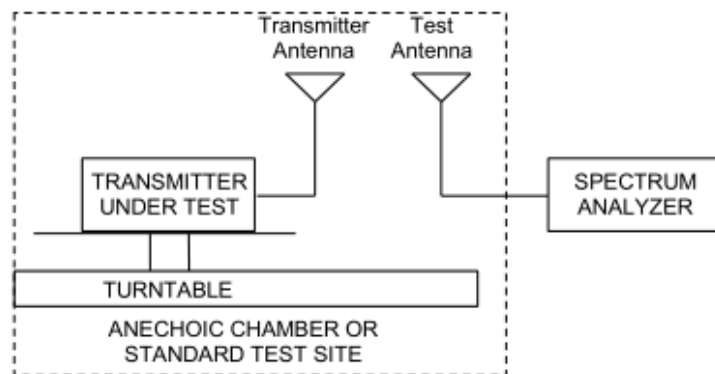 Transmitter
Antenna
Test
Antenna
TRANSMITTER
UNDER TEST
SPECTRUM
ANALYZER
TURNTABLE
ANECHOIC CHAMBER OR
STANDARD TEST SITE